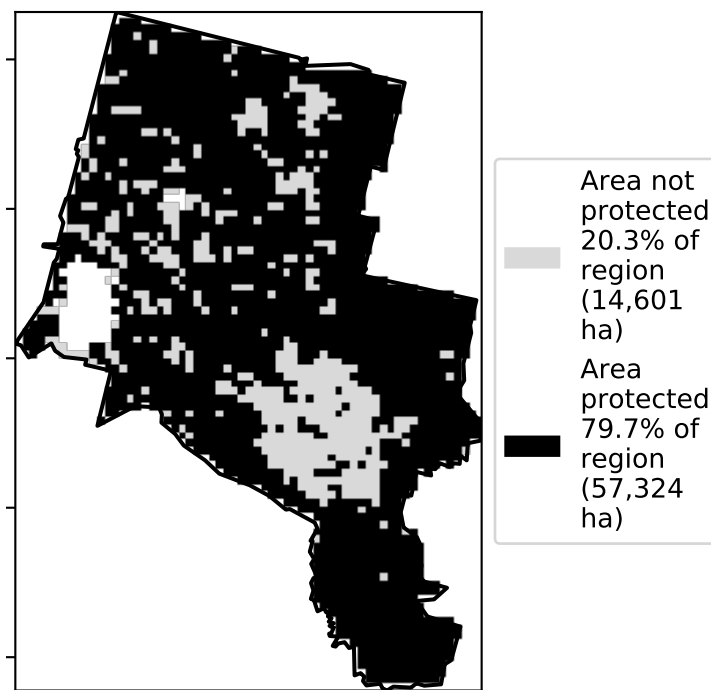 Area not
protected
20.3% of
region
(14,601
ha)
Area
protected
79.7% of
region
(57,324
ha)